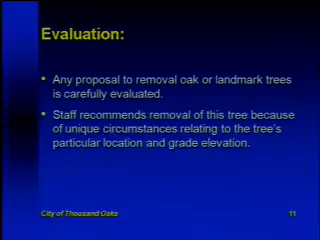 Evaluation:
▪ Any proposal to removal oak or landmark trees
is carefully evaluated.
▪ Staff recommends removal of this tree because
of unique circumstances relating to the tree's
particular location and grade elevation.
City of Thousand Oaks
11